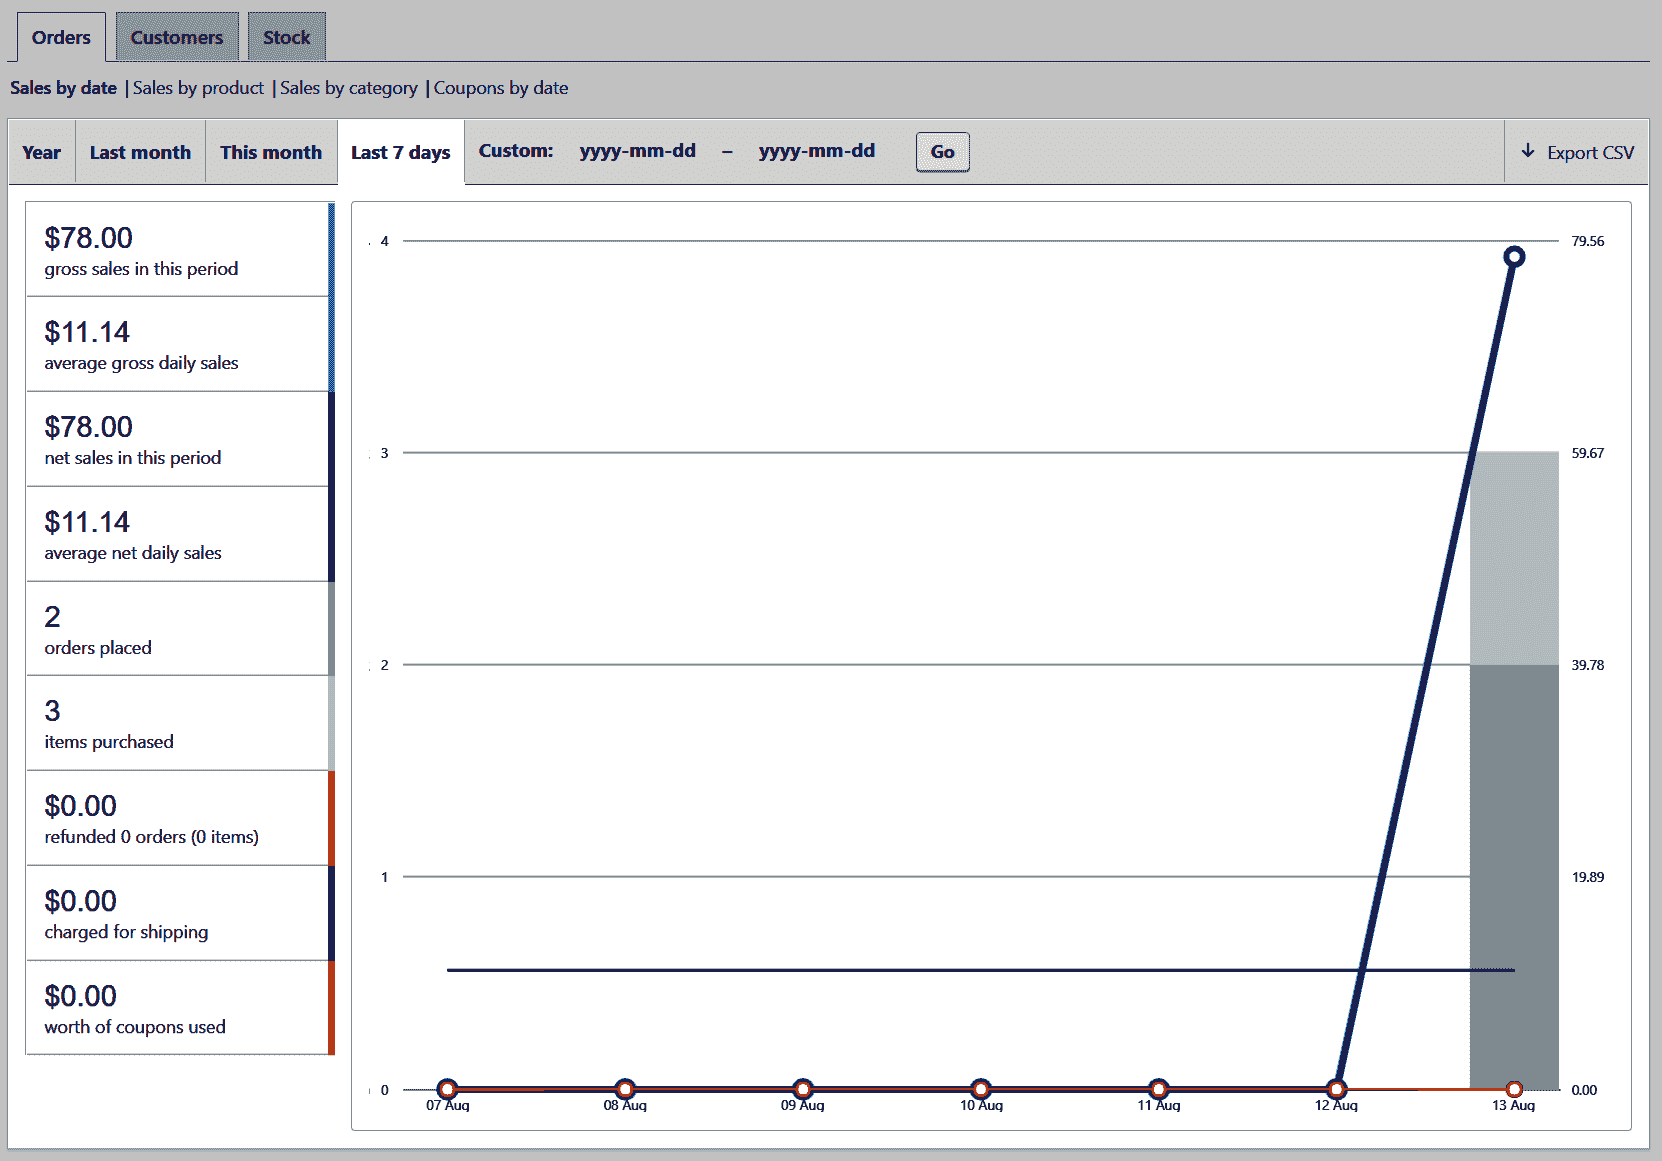 Orders Customers Stock
Sales by date | Sales by product | Sales by category | Coupons by date
Year Last month This month Last 7 days Custom: yyyy-mm-dd – yyyy-mm-dd Go Export CSV
$78.00
gross sales in this period
$11.14
average gross daily sales
$78.00
net sales in this period
$11.14
average net daily sales
2
orders placed
3
items purchased
$0.00
refunded 0 orders (0 items)
$0.00
charged for shipping
$0.00
worth of coupons used
4 79.56
3 59.67
2 39.78
1 19.89
0 0.00
07 Aug 08 Aug 09 Aug 10 Aug 11 Aug 12 Aug 13 Aug